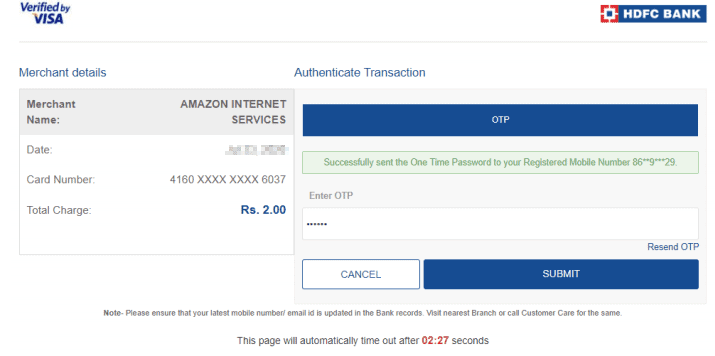 Verified by
VISA
HDFC BANK
Merchant details
Authenticate Transaction
Merchant Name:
AMAZON INTERNET SERVICES
OTP
Date:
Successfully sent the One Time Password to your Registered Mobile Number 86**9***29.
Card Number:
4160 XXXX XXXX 6037
Enter OTP
Total Charge:
Rs. 2.00
••••••
Resend OTP
CANCEL
SUBMIT
Note- Please ensure that your latest mobile number/ email id is updated in the Bank records. Visit nearest Branch or call Customer Care for the same.
This page will automatically time out after 02:27 seconds